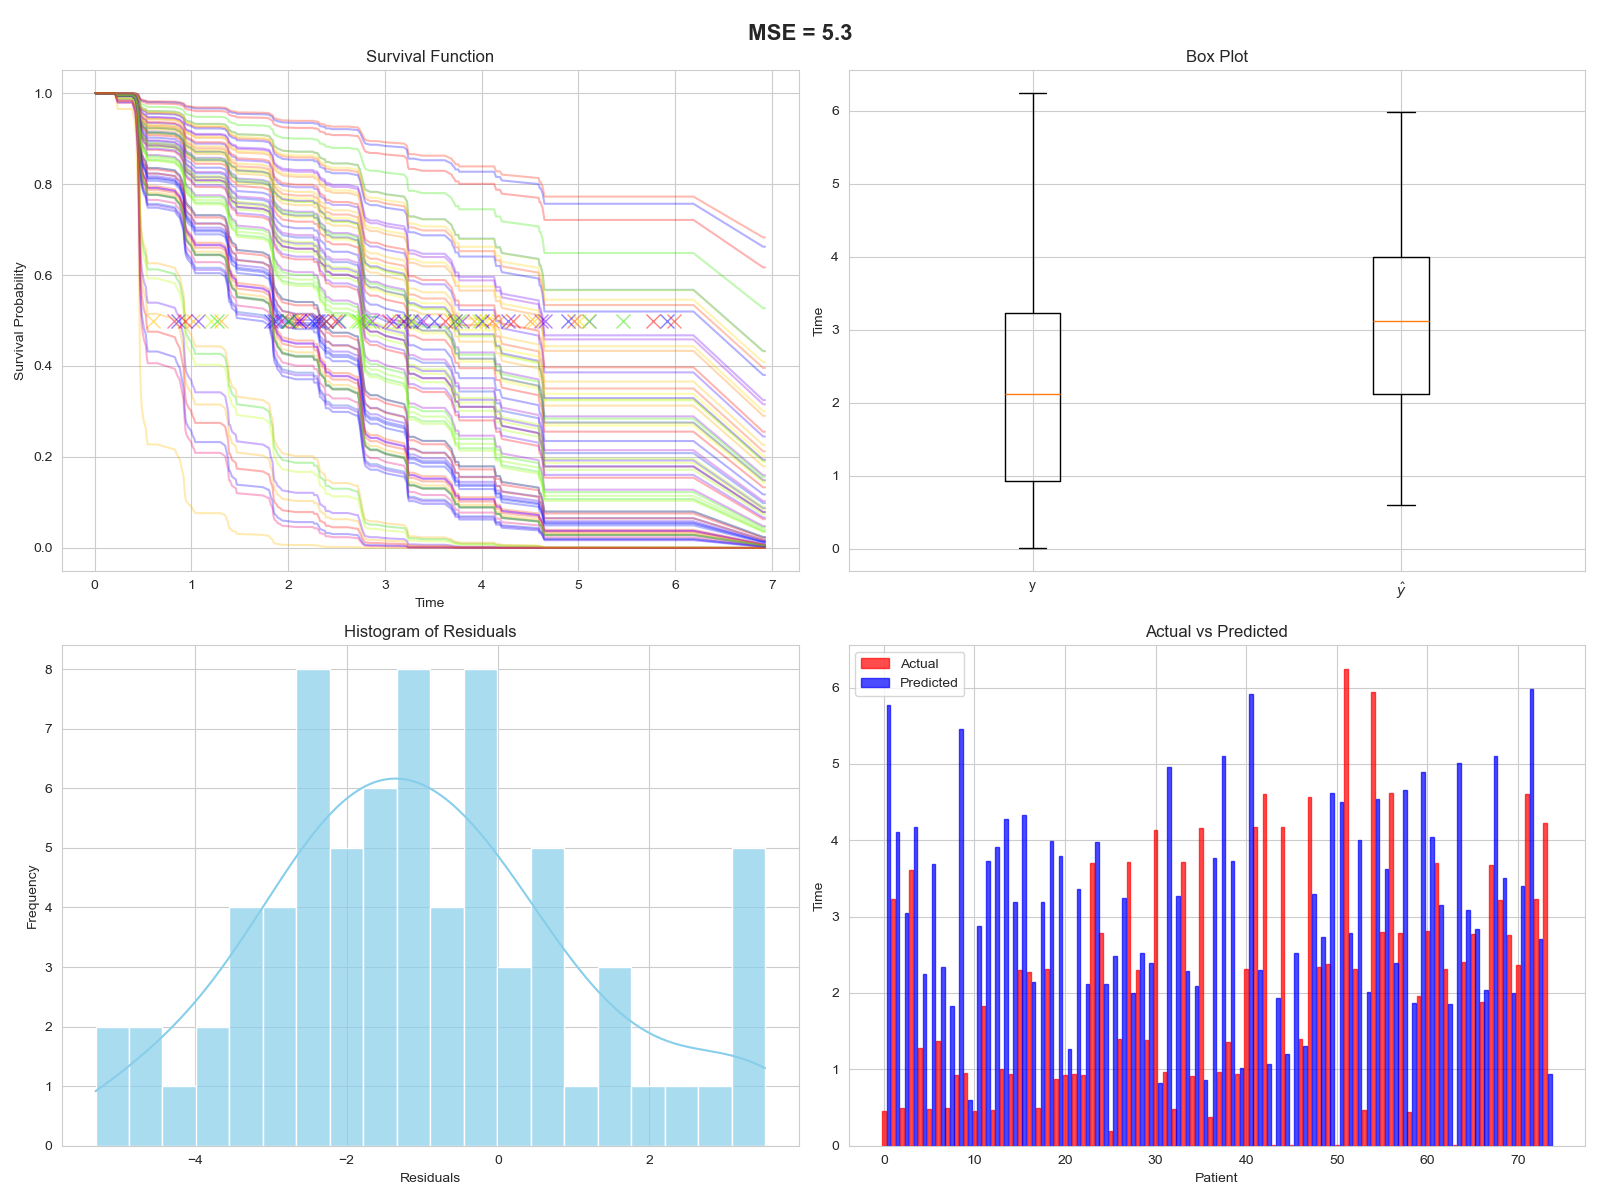 MSE = 5.3
Survival Function
Survival Probability
1.0
0.8
0.6
0.4
0.2
0.0
0 1 2 3 4 5 6 7
Time
Box Plot
Time
6
5
4
3
2
1
0
y ŷ
Histogram of Residuals
Frequency
8
7
6
5
4
3
2
1
0
−4 −2 0 2
Residuals
Actual vs Predicted
Actual
Predicted
Time
6
5
4
3
2
1
0
0 10 20 30 40 50 60 70
Patient